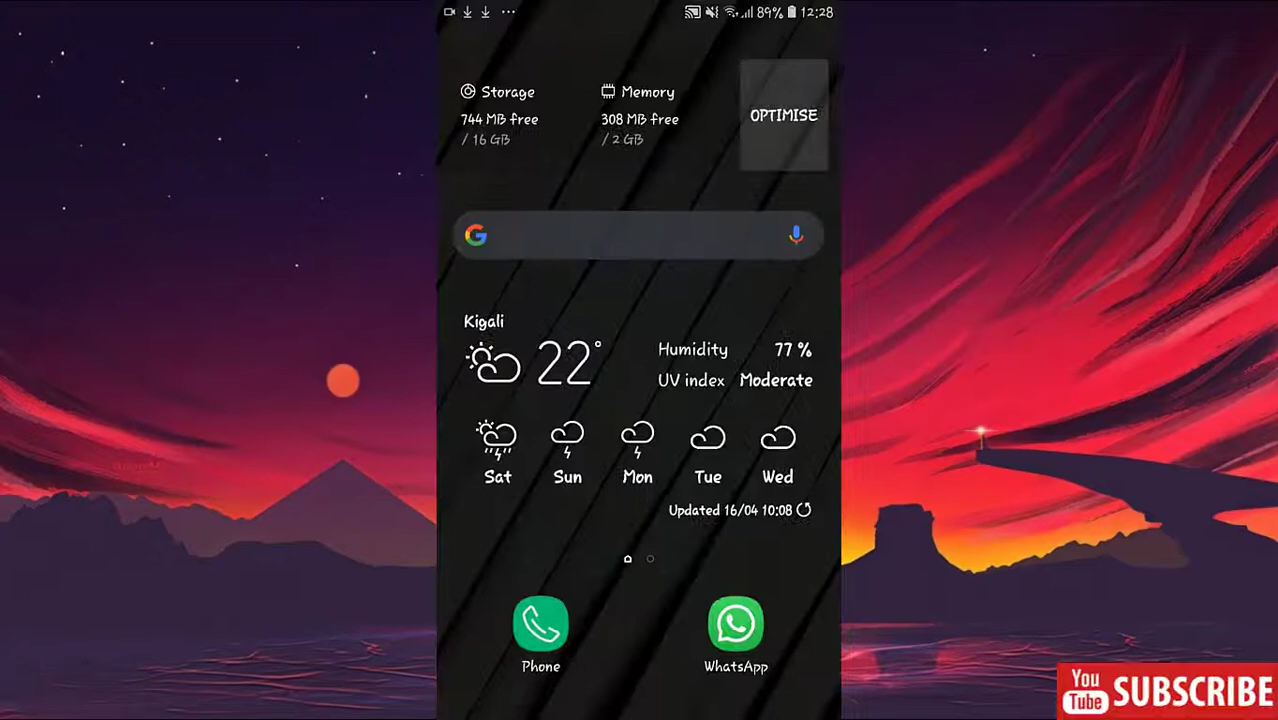 89% 12:28
Storage
744 MB free
/ 16 GB
Memory
308 MB free
/ 2 GB
OPTIMISE
G
Kigali
22°
Humidity 77 %
UV index Moderate
Sat Sun Mon Tue Wed
Updated 16/04 10:08
Phone WhatsApp
You
Tube SUBSCRIBE